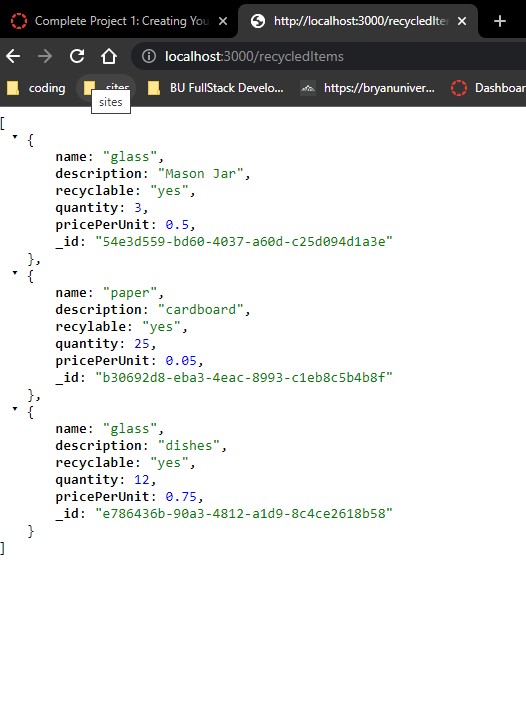 Complete Project 1: Creating You
http://localhost:3000/recycledIte
localhost:3000/recycledItems
coding
sites
BU FullStack Develo...
https://bryanuniver...
Dashboar
sites
[
{
name: "glass",
description: "Mason Jar",
recyclable: "yes",
quantity: 3,
pricePerUnit: 0.5,
_id: "54e3d559-bd60-4037-a60d-c25d094d1a3e"
},
{
name: "paper",
description: "cardboard",
recylable: "yes",
quantity: 25,
pricePerUnit: 0.05,
_id: "b30692d8-eba3-4eac-8993-c1eb8c5b4b8f"
},
{
name: "glass",
description: "dishes",
recyclable: "yes",
quantity: 12,
pricePerUnit: 0.75,
_id: "e786436b-90a3-4812-a1d9-8c4ce2618b58"
}
]